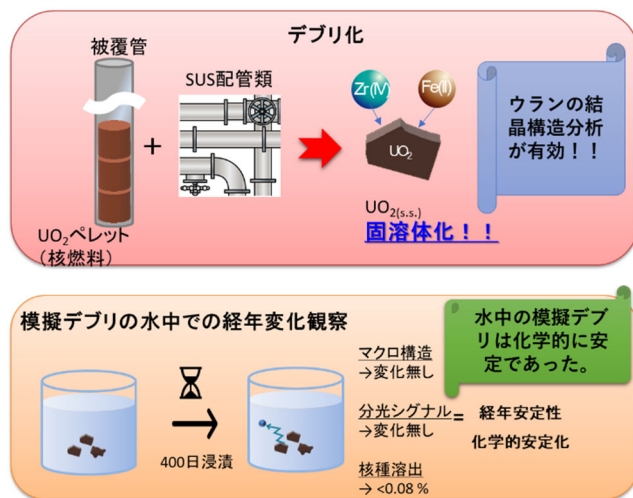 デブリ化
被覆管
SUS配管類
+
Zr(IV)
Fe(II)
UO₂
UO₂ペレット
(核燃料)
UO₂(s.s.)
固溶体化!!
ウランの結
晶構造分析
が有効!!
模擬デブリの水中での経年変化観察
400日浸漬
マクロ構造
→変化無し
分光シグナル
→変化無し
核種溶出
→ <0.08 %
=
経年安定性
化学的安定化
水中の模擬デブ
リは化学的に安
定であった。